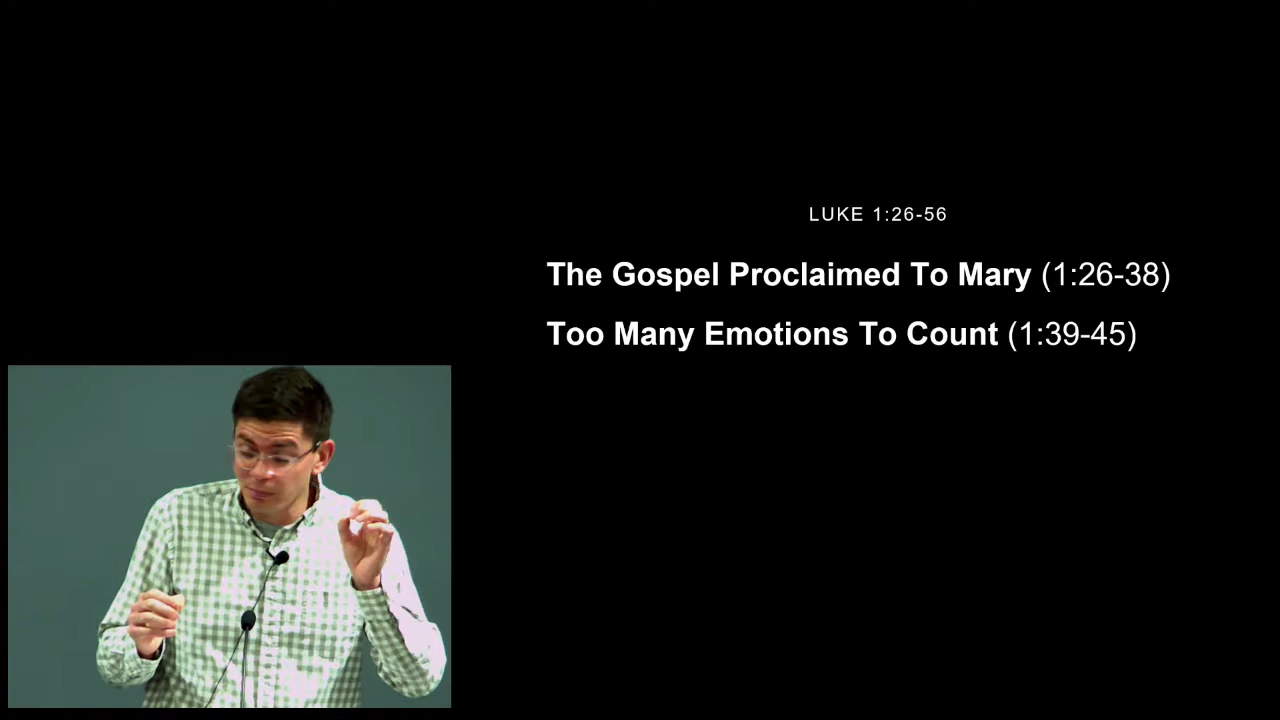 LUKE 1:26-56
The Gospel Proclaimed To Mary (1:26-38)
Too Many Emotions To Count (1:39-45)